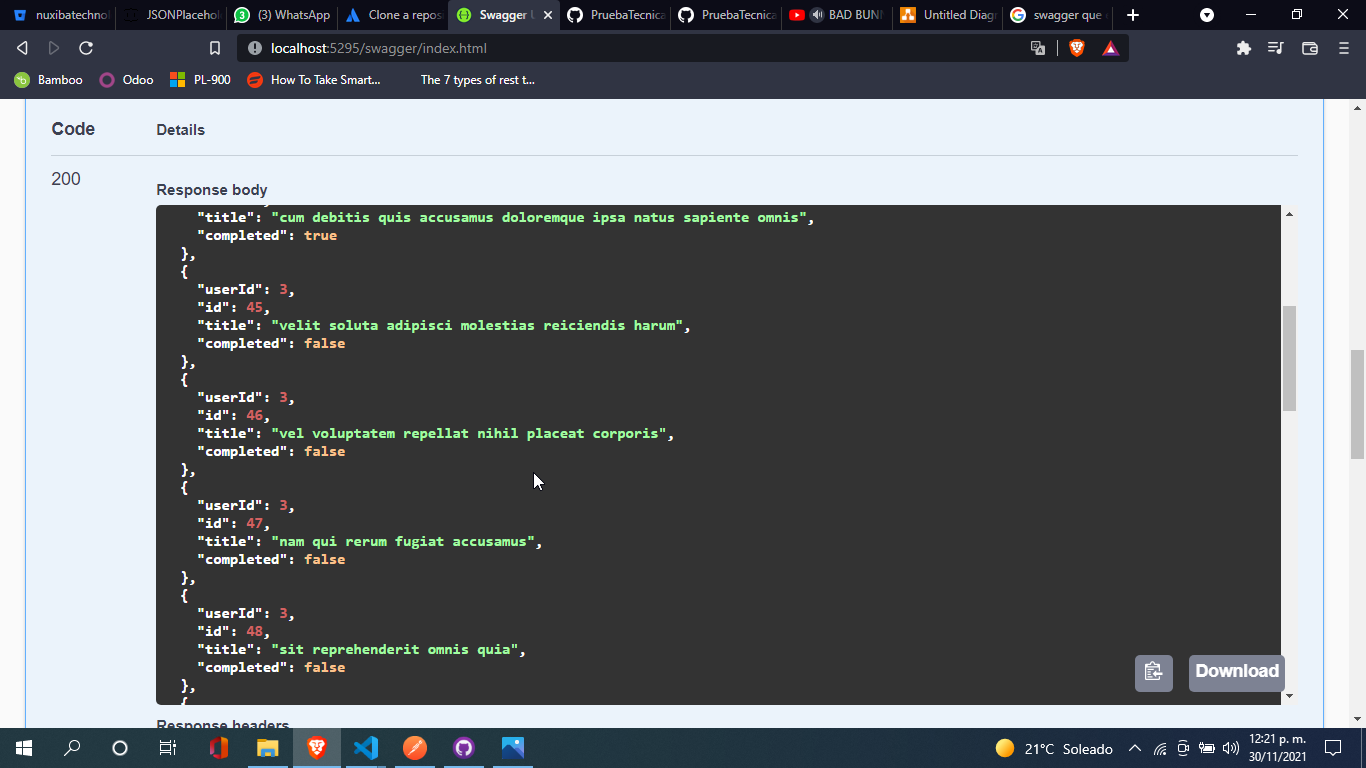 nuxibatechnol
JSONPlacehol
(3) WhatsApp
Clone a repos
Swagger U
PruebaTecnica
PruebaTecnica
BAD BUNN
Untitled Diagr
swagger que
localhost:5295/swagger/index.html
Bamboo
Odoo
PL-900
How To Take Smart...
The 7 types of rest t...
Code
Details
200
Response body
"title": "cum debitis quis accusamus doloremque ipsa natus sapiente omnis",
"completed": true
},
{
"userId": 3,
"id": 45,
"title": "velit soluta adipisci molestias reiciendis harum",
"completed": false
},
{
"userId": 3,
"id": 46,
"title": "vel voluptatem repellat nihil placeat corporis",
"completed": false
},
{
"userId": 3,
"id": 47,
"title": "nam qui rerum fugiat accusamus",
"completed": false
},
{
"userId": 3,
"id": 48,
"title": "sit reprehenderit omnis quia",
"completed": false
},
{
Download
Response headers
21°C Soleado
12:21 p. m.
30/11/2021